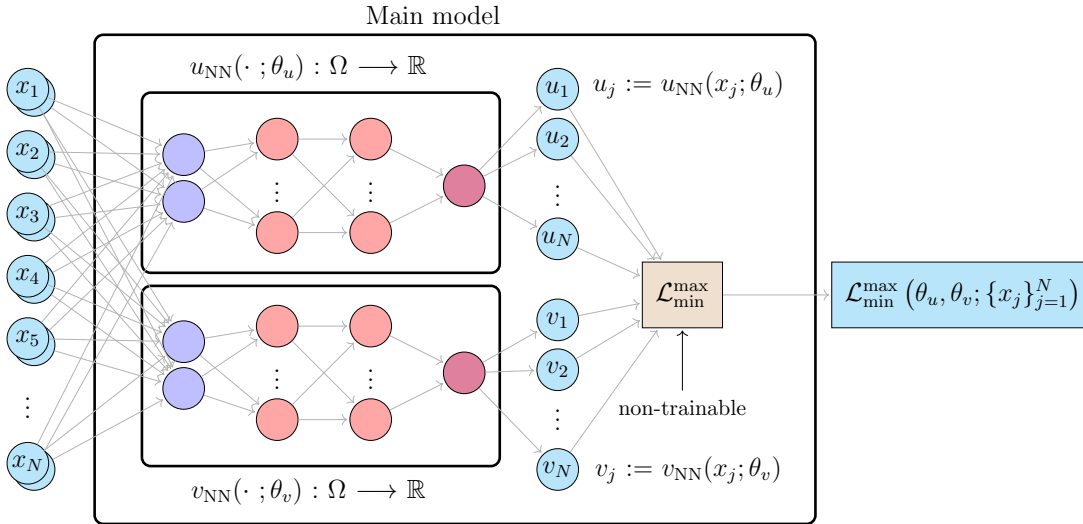 Main model
u_NN(· ; θ_u) : Ω ⟶ ℝ
x_1
x_2
x_3
x_4
x_5
⋮
x_N
⋮ ⋮
u_1
u_2
⋮
u_N
u_j := u_NN(x_j; θ_u)
ℒ_min^max
ℒ_min^max (θ_u, θ_v; {x_j}_{j=1}^N)
non-trainable
⋮ ⋮
v_1
v_2
⋮
v_N
v_j := v_NN(x_j; θ_v)
v_NN(· ; θ_v) : Ω ⟶ ℝ